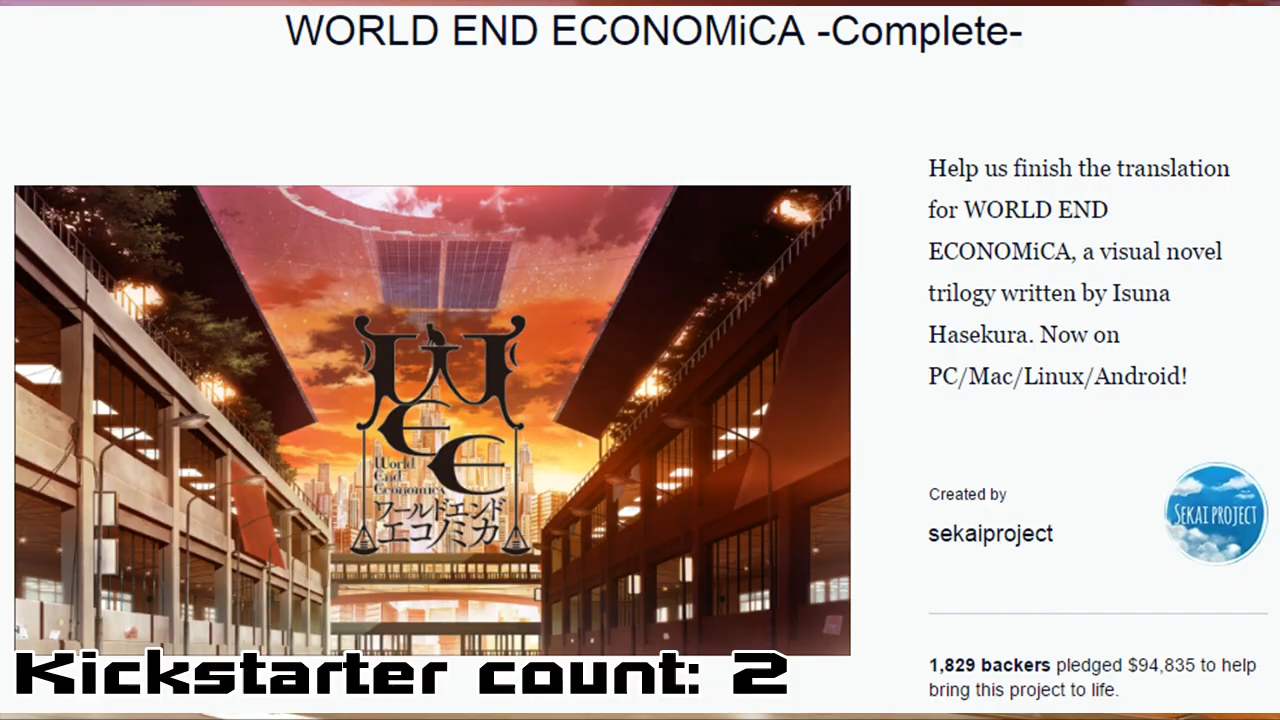 WORLD END ECONOMiCA -Complete-
Help us finish the translation
for WORLD END
ECONOMiCA, a visual novel
trilogy written by Isuna
Hasekura. Now on
PC/Mac/Linux/Android!
WEE
World
End
Economica
ワールドエンド
エコノミカ
Created by
sekaiproject
SEKAI PROJECT
1,829 backers pledged $94,835 to help
bring this project to life.
Kickstarter count: 2